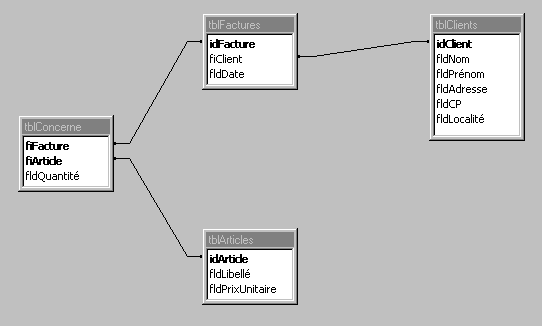 tblFactures
idFacture
fiClient
fldDate
tblClients
idClient
fldNom
fldPrénom
fldAdresse
fldCP
fldLocalité
tblConcerne
fiFacture
fiArticle
fldQuantité
tblArticles
idArticle
fldLibellé
fldPrixUnitaire